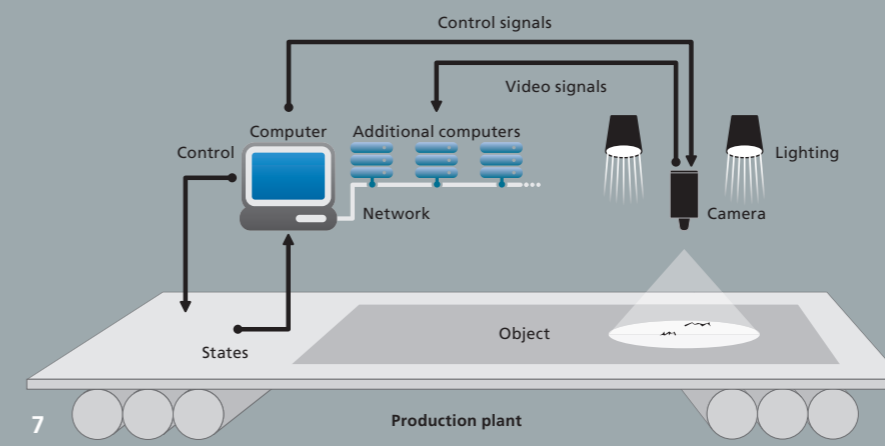 Control signals
Video signals
Computer
Additional computers
Control
Lighting
Network
Camera
Object
States
7
Production plant